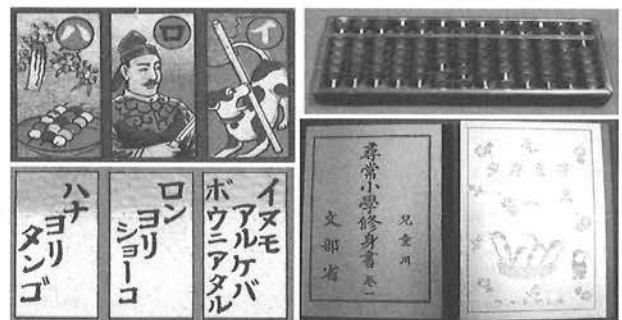 イ
ロ
ハ
イヌモ
アルケバ
ボウニアタル
ロン
ヨリ
ショーコ
ハナ
ヨリ
タンゴ
兒童用
尋常小學修身書 卷一
文部省